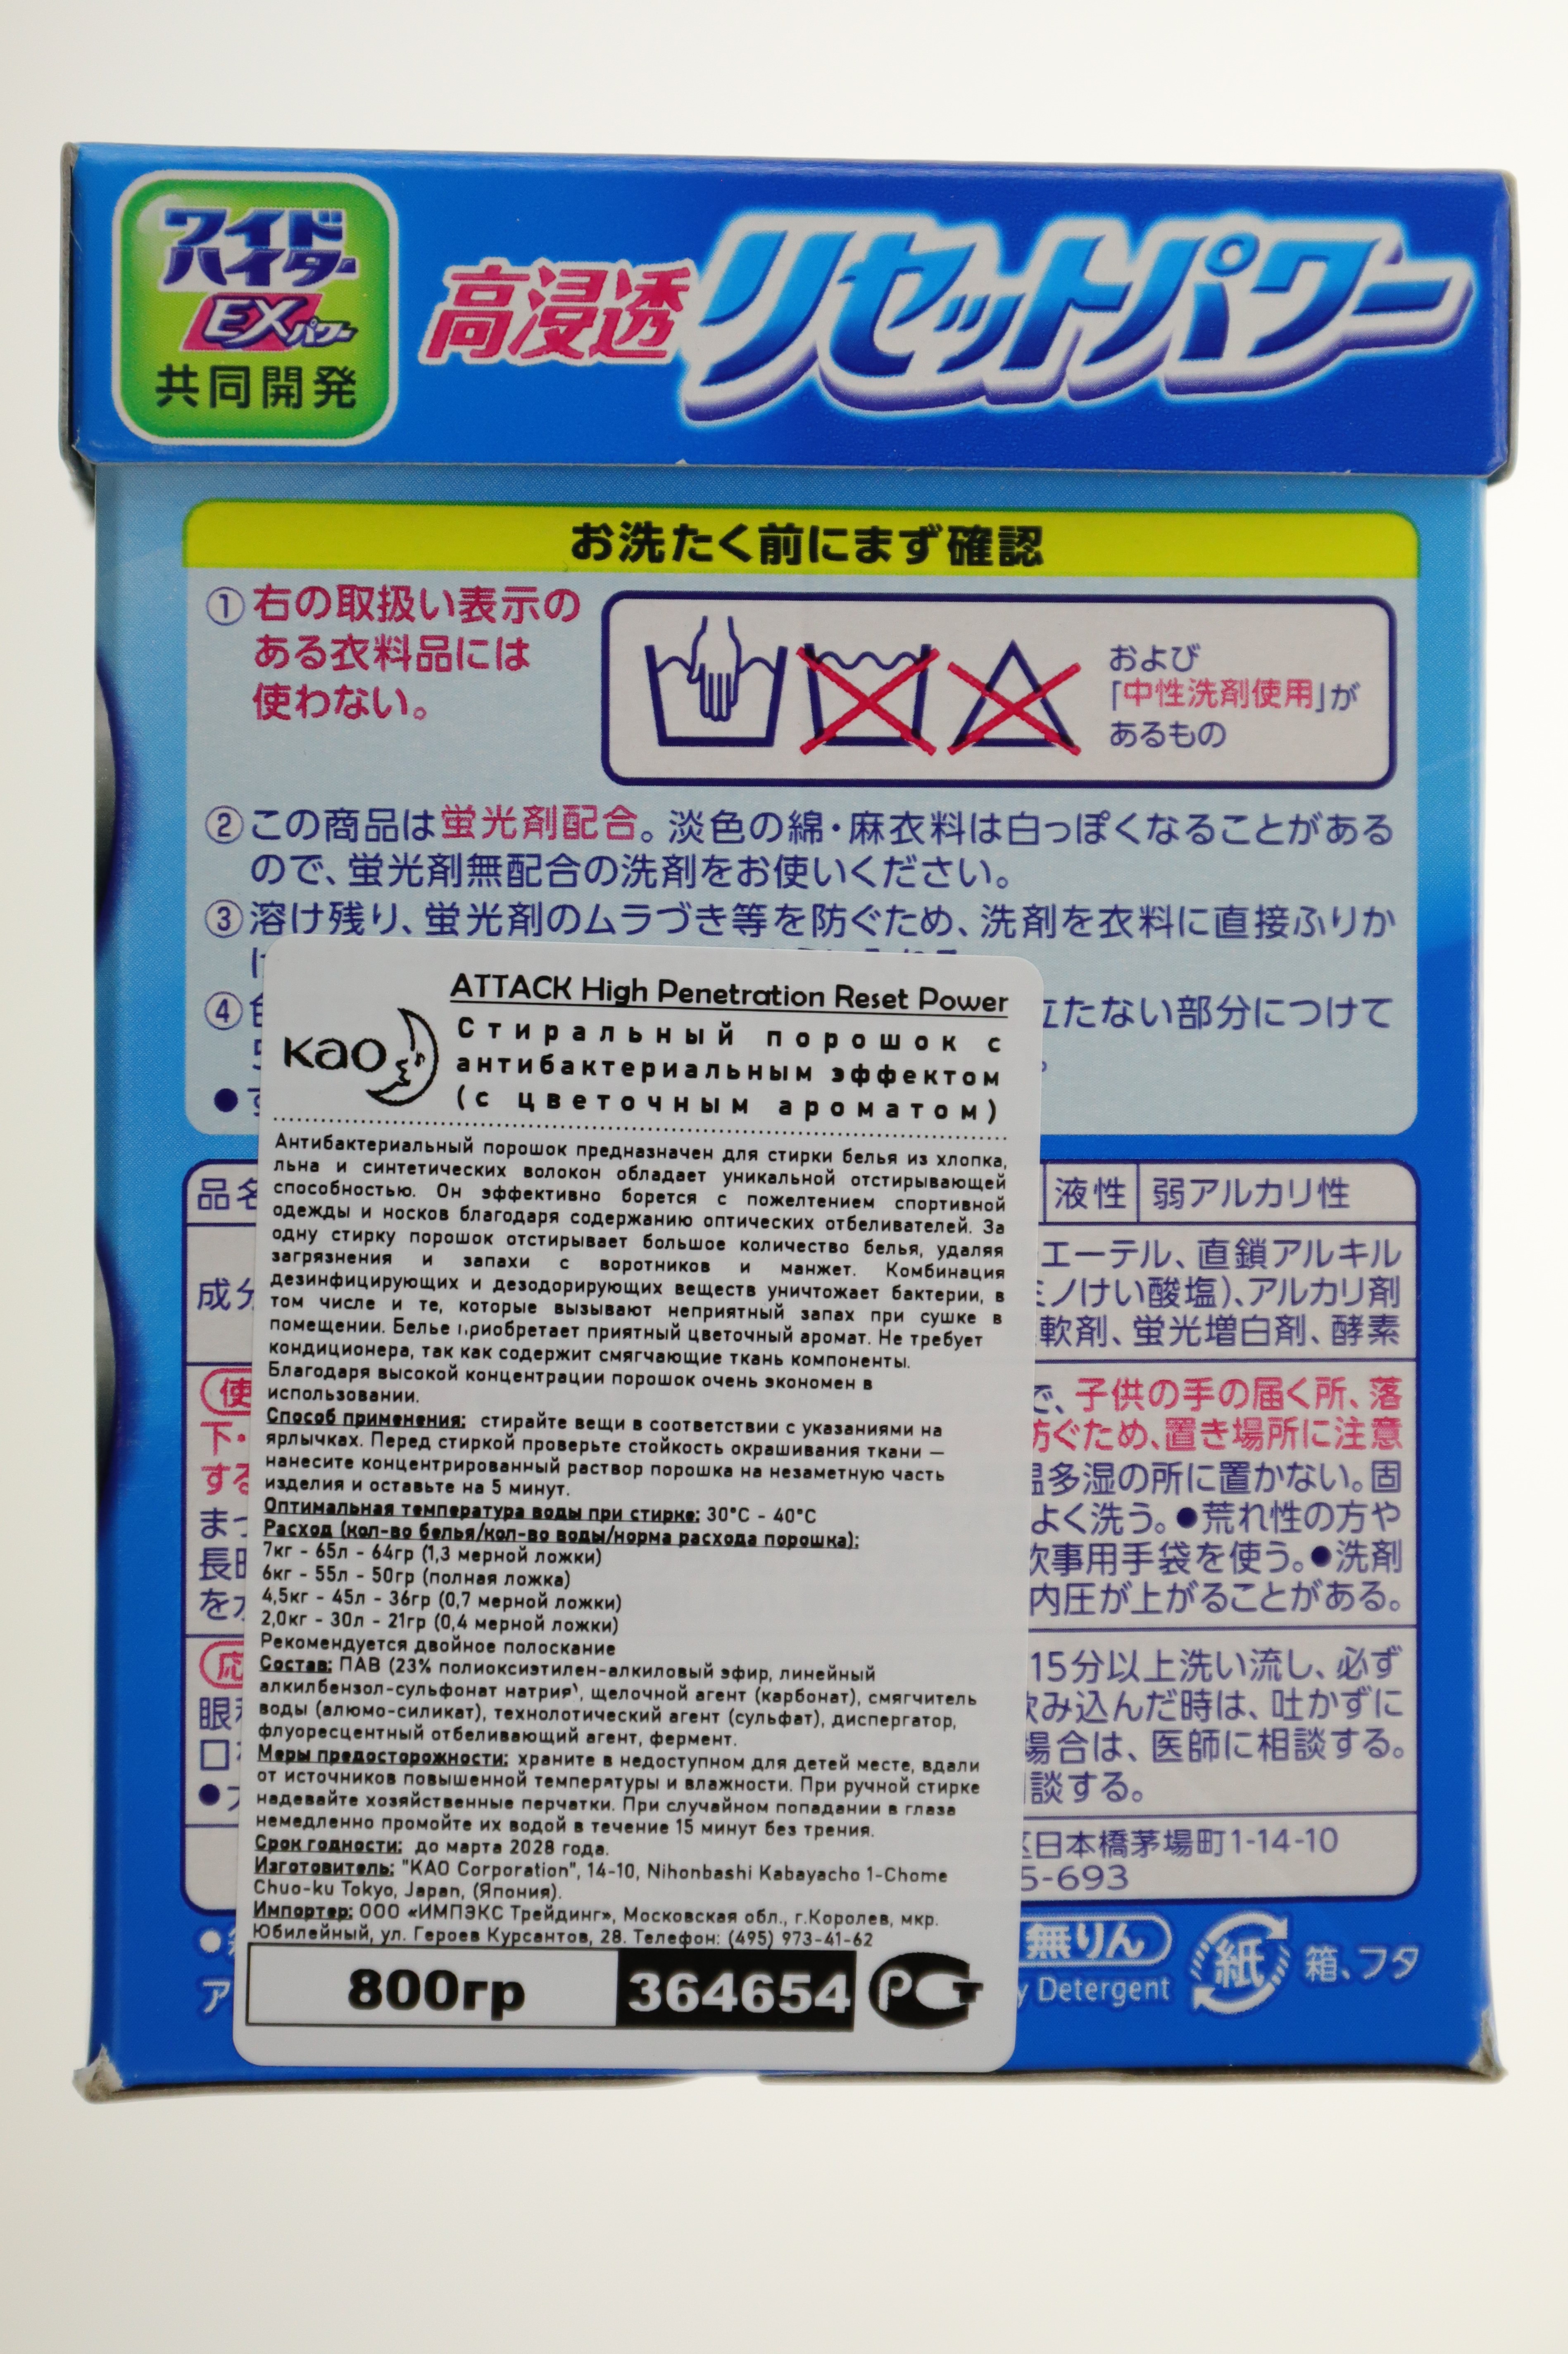 ワイド
ハイター
EXパワー
共同開発
高浸透リセットパワー
お洗たく前にまず確認
①右の取扱い表示の
ある衣料品には
使わない。
および
「中性洗剤使用」が
あるもの
②この商品は蛍光剤配合。淡色の綿・麻衣料は白っぽくなることがある
ので、蛍光剤無配合の洗剤をお使いください。
③溶け残り、蛍光剤のムラづき等を防ぐため、洗剤を衣料に直接ふりか
④
立たない部分につけて
ATTACK High Penetration Reset Power
Kao
Стиральный порошок с
антибактериальным эффектом
(с цветочным ароматом)
Антибактериальный порошок предназначен для стирки белья из хлопка,
льна и синтетических волокон обладает уникальной отстирывающей
способностью. Он эффективно борется с пожелтением спортивной
одежды и носков благодаря содержанию оптических отбеливателей. За
одну стирку порошок отстирывает большое количество белья, удаляя
загрязнения и запахи с воротников и манжет. Комбинация
дезинфицирующих и дезодорирующих веществ уничтожает бактерии, в
том числе и те, которые вызывают неприятный запах при сушке в
помещении. Белье приобретает приятный цветочный аромат. Не требует
кондиционера, так как содержит смягчающие ткань компоненты.
Благодаря высокой концентрации порошок очень экономен в
использовании.
Способ применения: стирайте вещи в соответствии с указаниями на
ярлычках. Перед стиркой проверьте стойкость окрашивания ткани —
нанесите концентрированный раствор порошка на незаметную часть
изделия и оставьте на 5 минут.
Оптимальная температура воды при стирке: 30°С - 40°С
Расход (кол-во белья/кол-во воды/норма расхода порошка):
7кг - 65л - 64гр (1,3 мерной ложки)
6кг - 55л - 50гр (полная ложка)
4,5кг - 45л - 36гр (0,7 мерной ложки)
2,0кг - 30л - 21гр (0,4 мерной ложки)
Рекомендуется двойное полоскание
Состав: ПАВ (23% полиоксиэтилен-алкиловый эфир, линейный
алкилбензол-сульфонат натрия), щелочной агент (карбонат), смягчитель
воды (алюмо-силикат), технолотический агент (сульфат), диспергатор,
флуоресцентный отбеливающий агент, фермент.
Меры предосторожности: храните в недоступном для детей месте, вдали
от источников повышенной температуры и влажности. При ручной стирке
надевайте хозяйственные перчатки. При случайном попадании в глаза
немедленно промойте их водой в течение 15 минут без трения.
Срок годности: до марта 2028 года.
Изготовитель: "KAO Corporation", 14-10, Nihonbashi Kabayacho 1-Chome
Chuo-ku Tokyo, Japan, (Япония).
Импортер: ООО «ИМПЭКС Трейдинг», Московская обл., г.Королев, мкр.
Юбилейный, ул. Героев Курсантов, 28. Телефон: (495) 973-41-62
800гр
364654
РСТ
液性 弱アルカリ性
エーテル、直鎖アルキル
ノけい酸塩)、アルカリ剤
軟剤、蛍光増白剤、酵素
で、子供の手の届く所、落
防ぐため、置き場所に注意
温多湿の所に置かない。固
よく洗う。●荒れ性の方や
炊事用手袋を使う。●洗剤
内圧が上がることがある。
15分以上洗い流し、必ず
飲み込んだ時は、吐かずに
場合は、医師に相談する。
談する。
区日本橋茅場町1-14-10
5-693
無りん
y Detergent
紙
箱、フタ